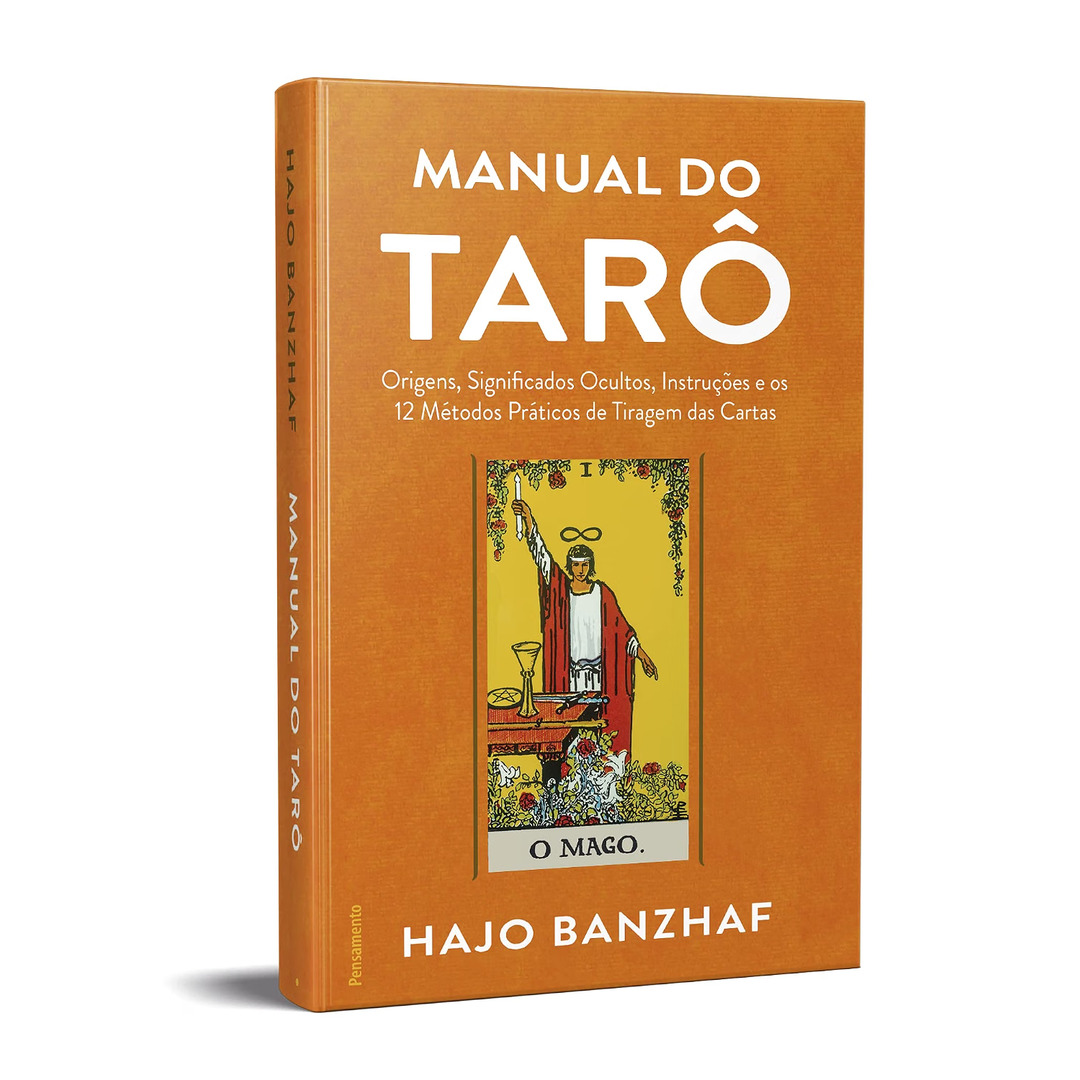 MANUAL DO
TARÔ
Origens, Significados Ocultos, Instruções e os
12 Métodos Práticos de Tiragem das Cartas
I
O MAGO.
HAJO BANZHAF
HAJO BANZHAF MANUAL DO TARÔ
Pensamento